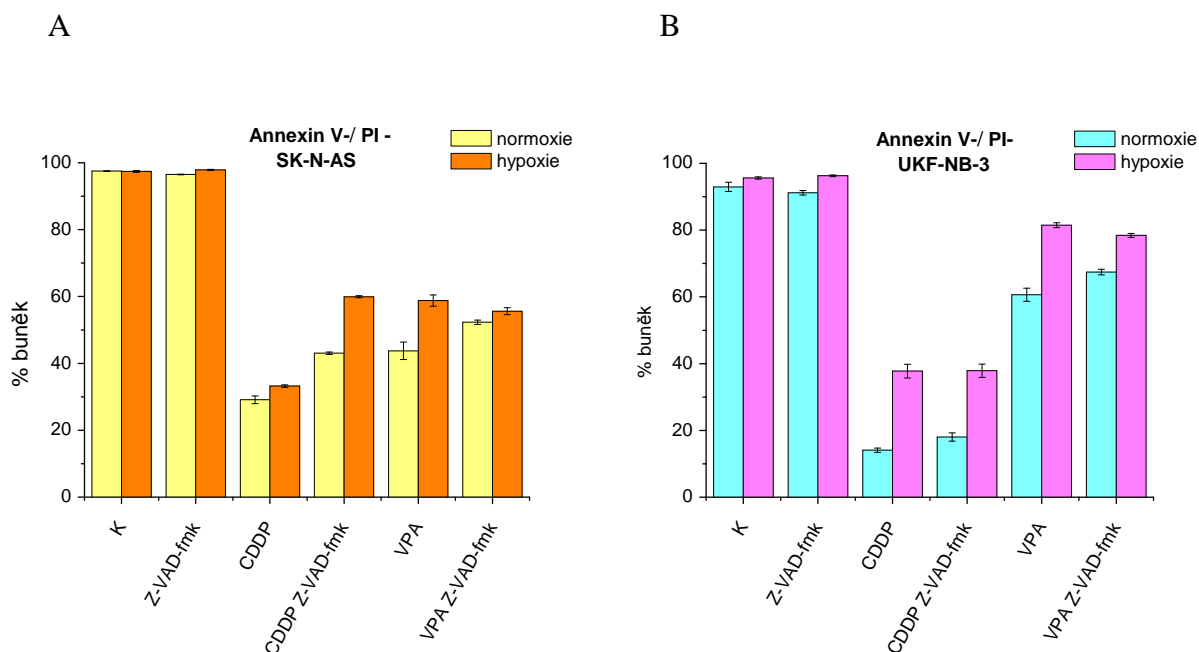 A
Annexin V-/ PI -
SK-N-AS
normoxie
hypoxie
% buněk
100
80
60
40
20
0
K
Z-VAD-fmk
CDDP
CDDP Z-VAD-fmk
VPA
VPA Z-VAD-fmk
B
Annexin V-/ PI-
UKF-NB-3
normoxie
hypoxie
% buněk
100
80
60
40
20
0
K
Z-VAD-fmk
CDDP
CDDP Z-VAD-fmk
VPA
VPA Z-VAD-fmk